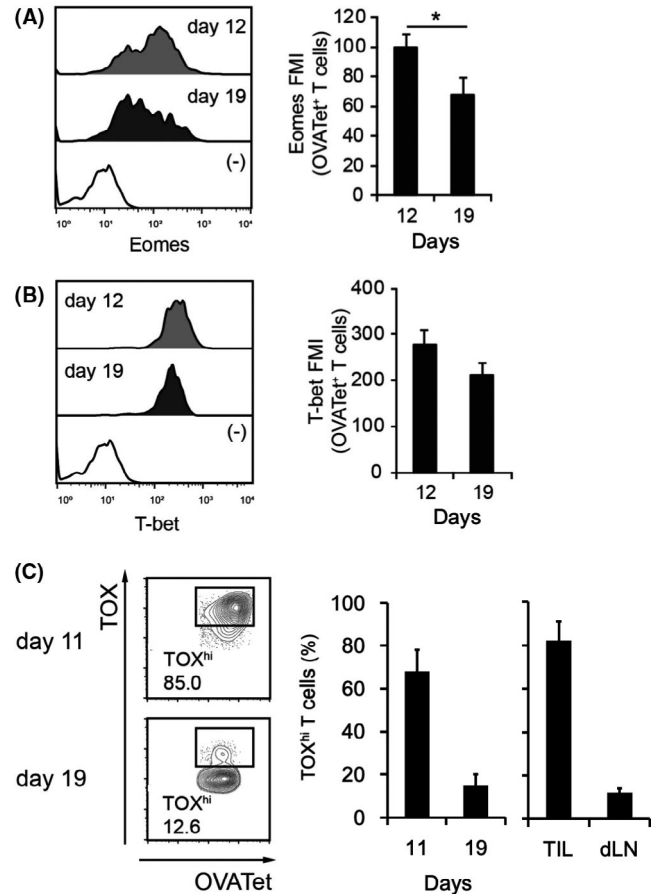 (A)
day 12
day 19
(-)
10⁰ 10¹ 10² 10³ 10⁴
Eomes
Eomes FMI
(OVATet⁺ T cells)
120
100
80
60
40
20
0
*
12 19
Days
(B)
day 12
day 19
(-)
10⁰ 10¹ 10² 10³ 10⁴
T-bet
T-bet FMI
(OVATet⁺ T cells)
400
300
200
100
0
12 19
Days
(C)
TOX
day 11
TOXʰⁱ
85.0
day 19
TOXʰⁱ
12.6
OVATet
TOXʰⁱ T cells (%)
100
80
60
40
20
0
11 19
Days
TIL dLN